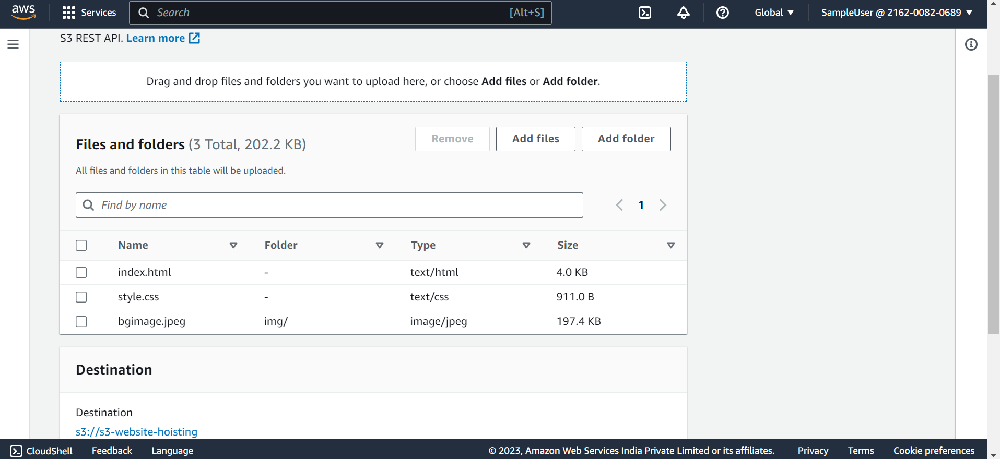 aws Services Search [Alt+S] Global SampleUser @ 2162-0082-0689
S3 REST API. Learn more
Drag and drop files and folders you want to upload here, or choose Add files or Add folder.
Files and folders (3 Total, 202.2 KB) Remove Add files Add folder
All files and folders in this table will be uploaded.
Find by name 1
Name Folder Type Size
index.html - text/html 4.0 KB
style.css - text/css 911.0 B
bgimage.jpeg img/ image/jpeg 197.4 KB
Destination
Destination
s3://s3-website-hoisting
CloudShell Feedback Language © 2023, Amazon Web Services India Private Limited or its affiliates. Privacy Terms Cookie preferences